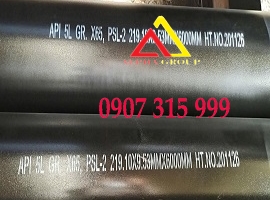 API 5L GR. X65, PSL-2 219.10X9.53MMX6000MM HT.NO.201126
GROUP
0907 315 999
API 5L GR. X65, PSL-2 219.10X9.53MMX6000MM HT.NO.201126